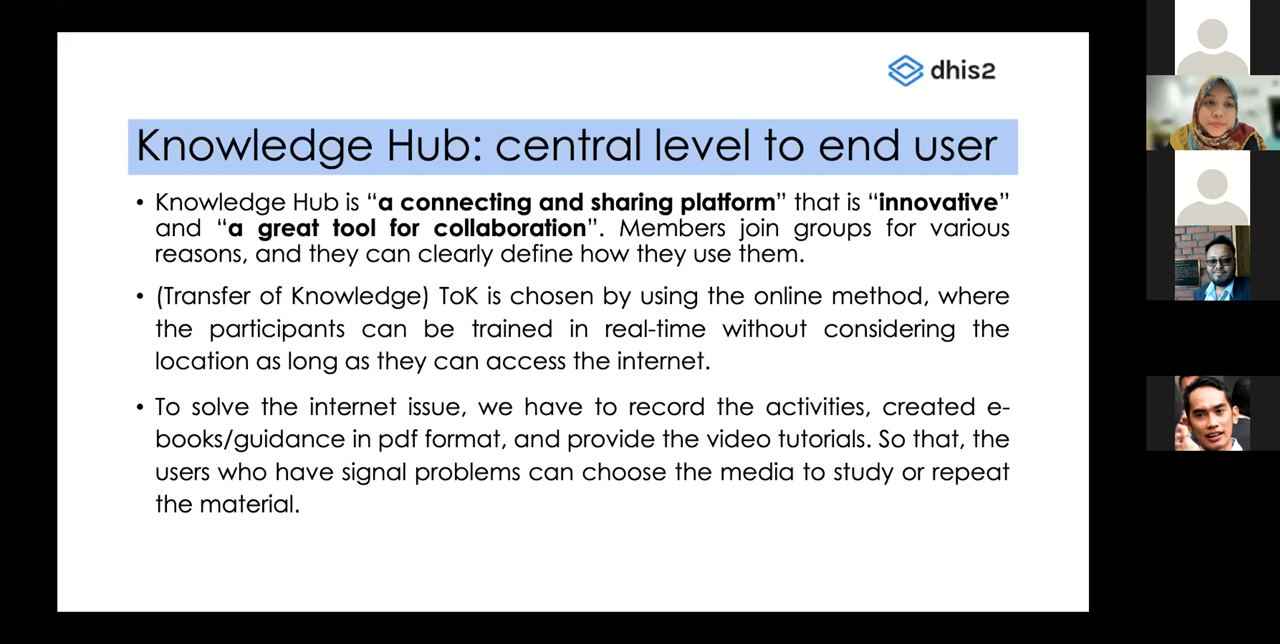 dhis2
Knowledge Hub: central level to end user
• Knowledge Hub is “a connecting and sharing platform” that is “innovative”
and “a great tool for collaboration”. Members join groups for various
reasons, and they can clearly define how they use them.
• (Transfer of Knowledge) ToK is chosen by using the online method, where
the participants can be trained in real-time without considering the
location as long as they can access the internet.
• To solve the internet issue, we have to record the activities, created e-
books/guidance in pdf format, and provide the video tutorials. So that, the
users who have signal problems can choose the media to study or repeat
the material.